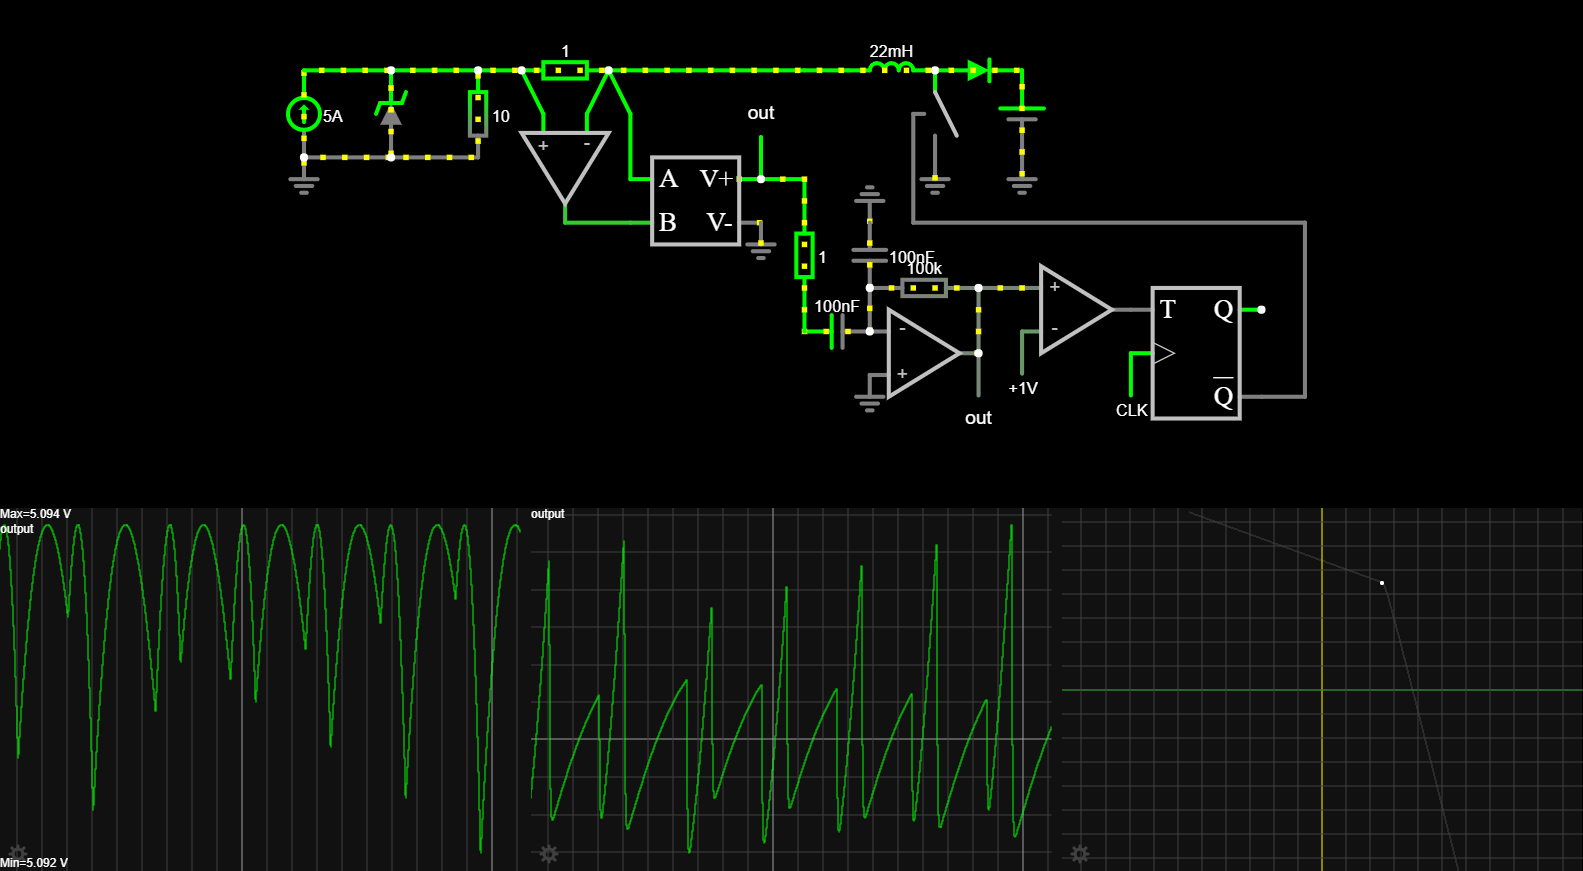 1
22mH
5A
10
out
+
-
A
V+
B
V-
1
100nF
100k
100nF
+
-
T
Q
-
+
+1V
CLK
Q
out
Max=5.094 V
output
output
Min=5.092 V